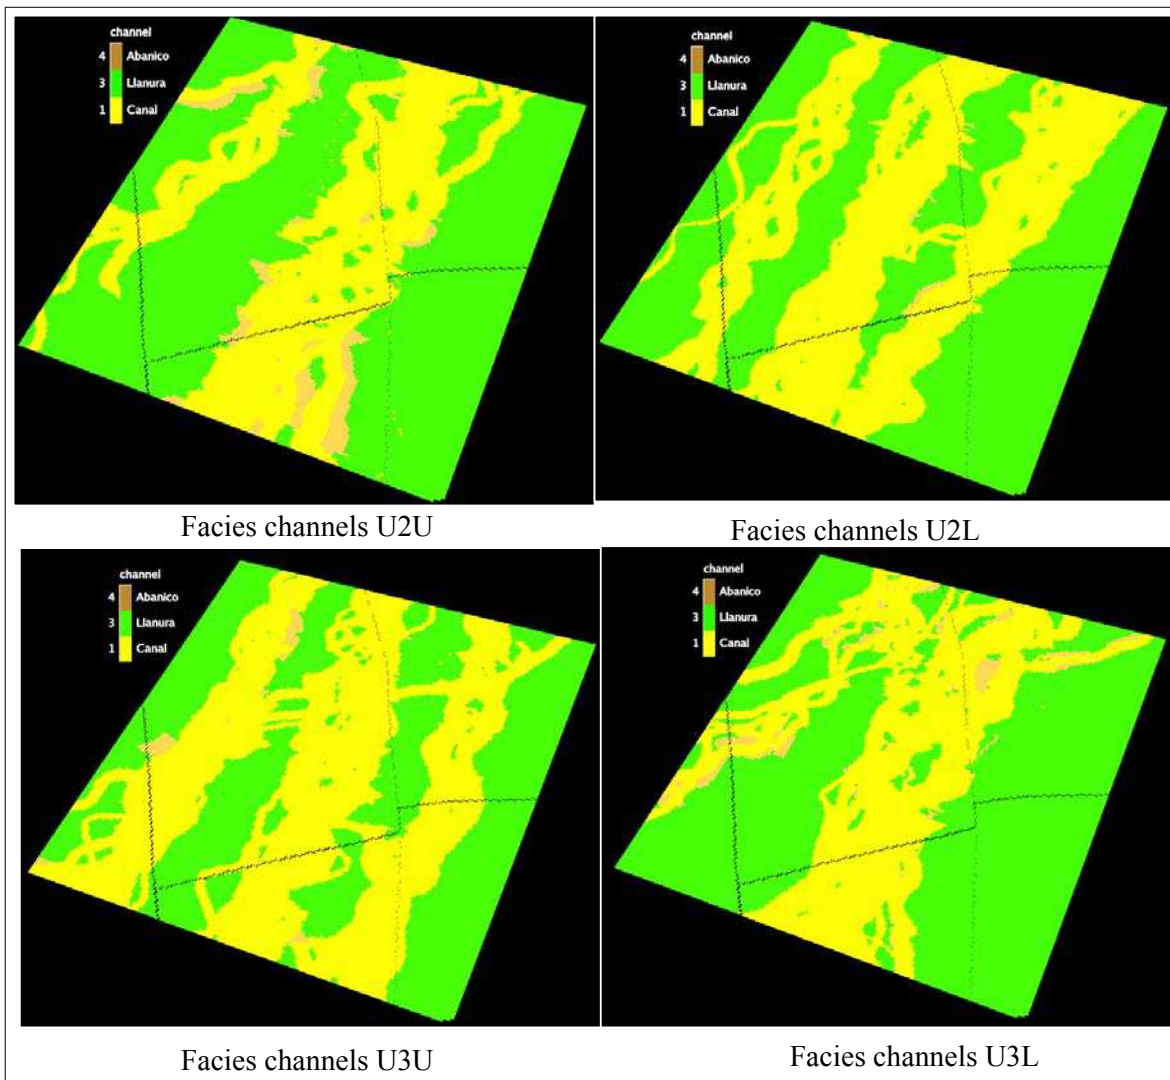 channel
4 Abanico
3 Llanura
1 Canal
Facies channels U2U
channel
4 Abanico
3 Llanura
1 Canal
Facies channels U2L
channel
4 Abanico
3 Llanura
1 Canal
Facies channels U3U
channel
4 Abanico
3 Llanura
1 Canal
Facies channels U3L